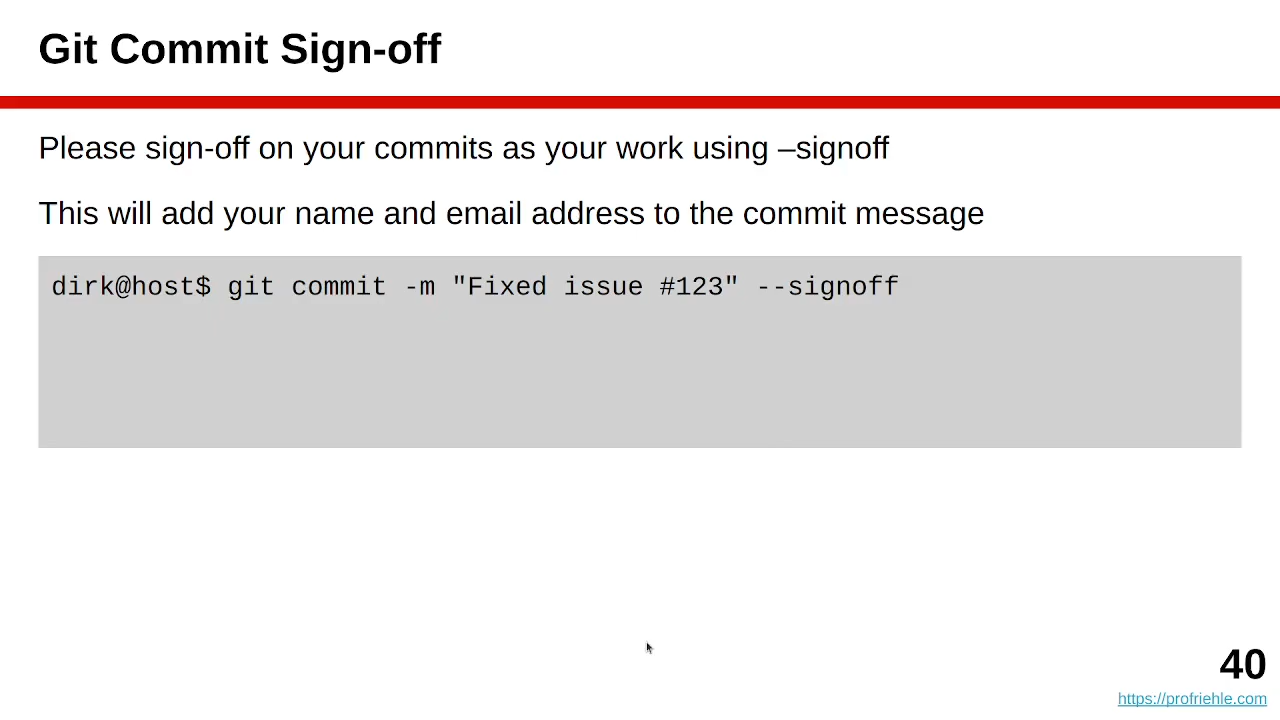 Git Commit Sign-off
Please sign-off on your commits as your work using –signoff
This will add your name and email address to the commit message
dirk@host$ git commit -m "Fixed issue #123" --signoff
40
https://profriehle.com